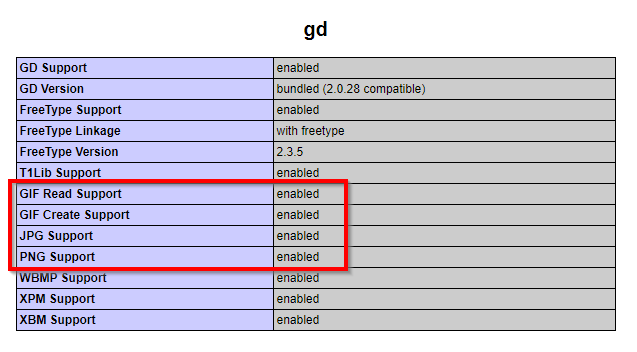 gd
GD Support enabled
GD Version bundled (2.0.28 compatible)
FreeType Support enabled
FreeType Linkage with freetype
FreeType Version 2.3.5
T1Lib Support enabled
GIF Read Support enabled
GIF Create Support enabled
JPG Support enabled
PNG Support enabled
WBMP Support enabled
XPM Support enabled
XBM Support enabled